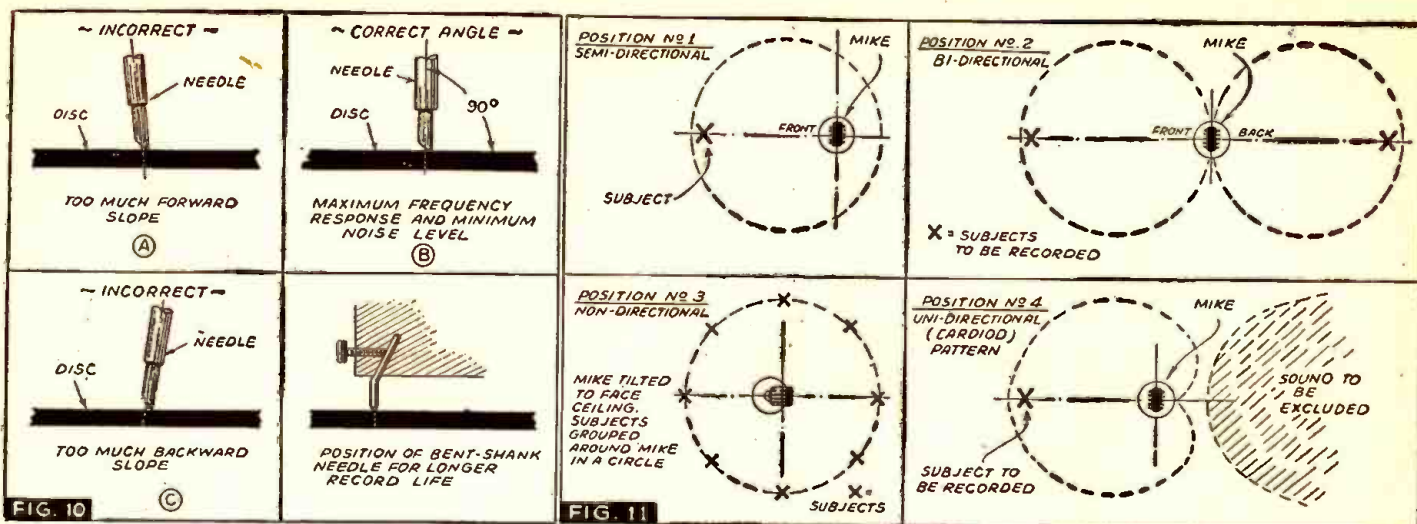 ~ INCORRECT ~
NEEDLE
DISC
TOO MUCH FORWARD
SLOPE
A
~ CORRECT ANGLE ~
NEEDLE
90°
DISC
MAXIMUM FREQUENCY
RESPONSE AND MINIMUM
NOISE LEVEL
B
~ INCORRECT ~
NEEDLE
DISC
TOO MUCH BACKWARD
SLOPE
C
POSITION OF BENT-SHANK
NEEDLE FOR LONGER
RECORD LIFE
FIG. 10
POSITION Nº 1
SEMI-DIRECTIONAL
MIKE
FRONT
SUBJECT
POSITION Nº. 2
BI-DIRECTIONAL
MIKE
FRONT
BACK
X = SUBJECTS
TO BE RECORDED
POSITION Nº 3
NON-DIRECTIONAL
MIKE TILTED
TO FACE
CEILING.
SUBJECTS
GROUPED
AROUND MIKE
IN A CIRCLE
X =
SUBJECTS
FIG. 11
POSITION Nº 4
UNI-DIRECTIONAL
(CARDIOD)
PATTERN
MIKE
SOUND TO
BE
EXCLUDED
SUBJECT TO
BE RECORDED